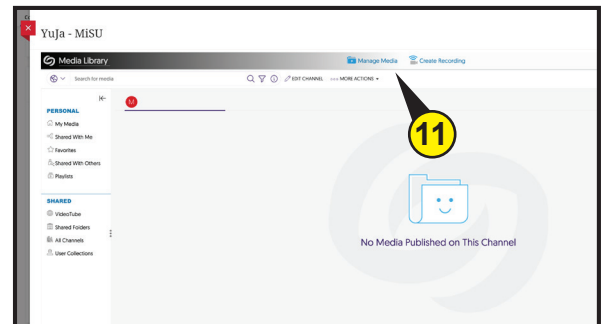 YuJa - MiSU
Media Library
Manage Media
Create Recording
Search for media
EDIT CHANNEL
MORE ACTIONS
M
11
PERSONAL
My Media
Shared With Me
Favorites
Shared With Others
Playlists
SHARED
VideoTube
Shared Folders
All Channels
User Collections
No Media Published on This Channel